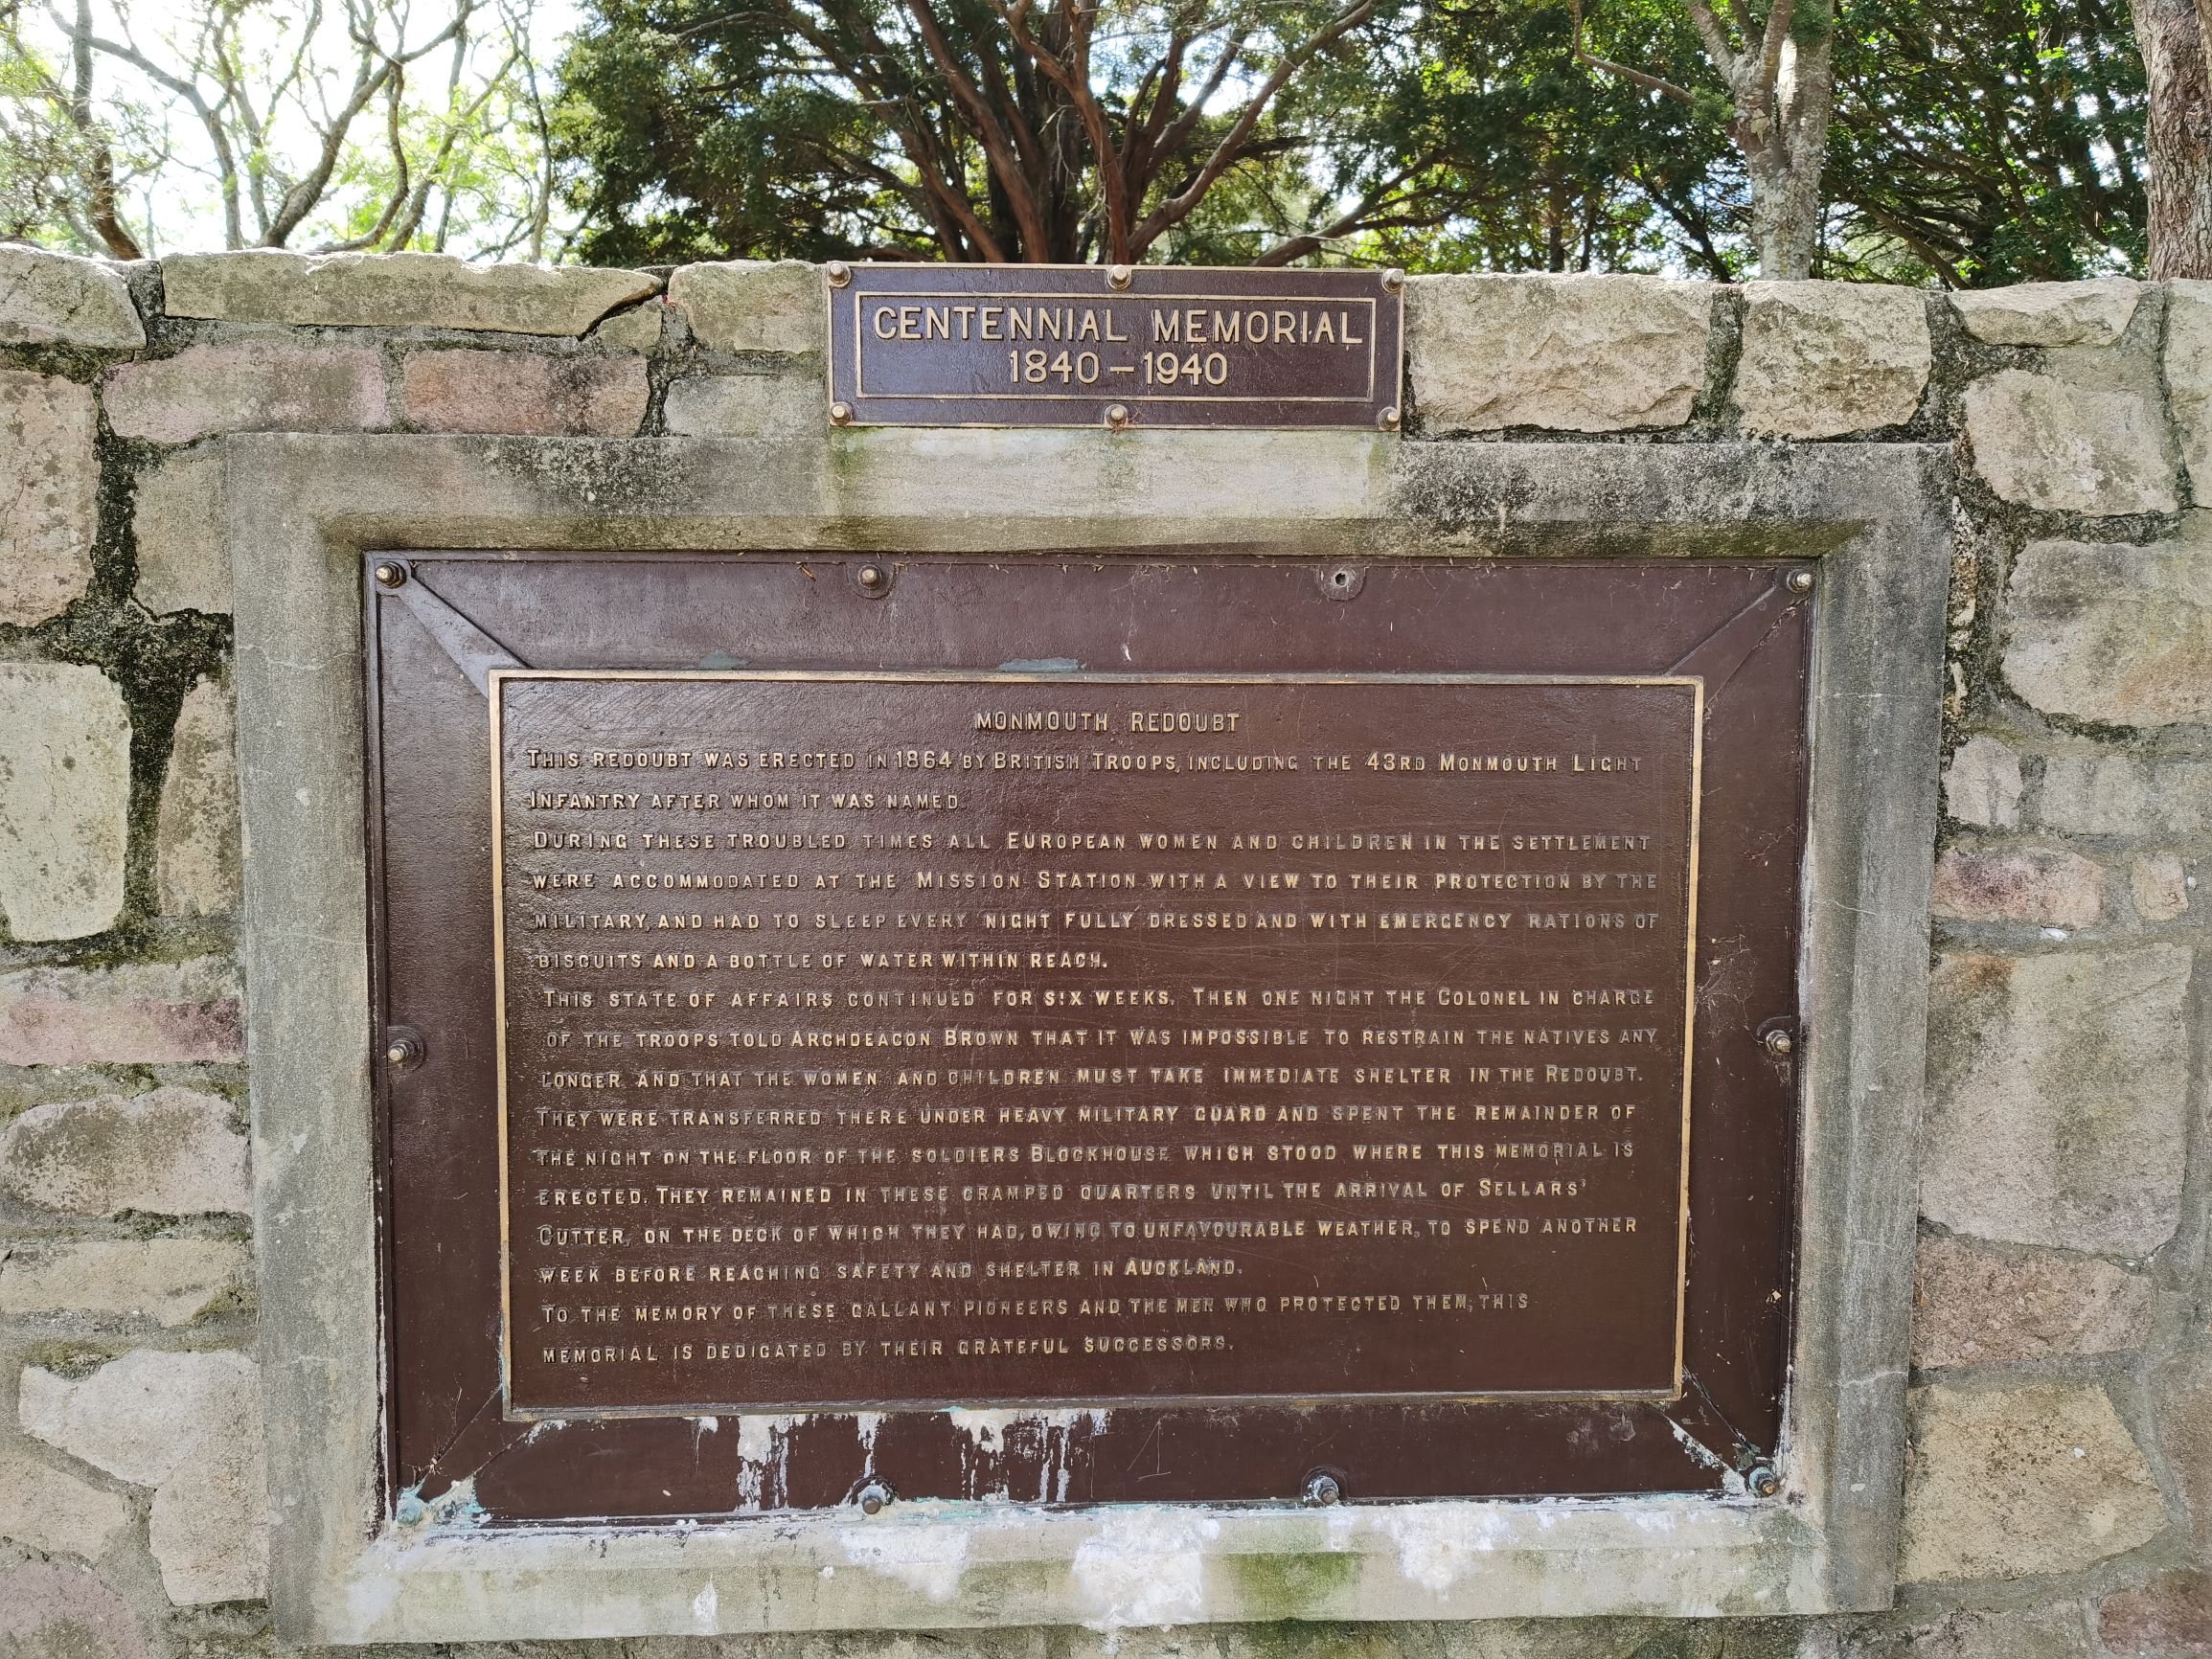 CENTENNIAL MEMORIAL
1840 – 1940
MONMOUTH REDOUBT
THIS REDOUBT WAS ERECTED IN 1864 BY BRITISH TROOPS, INCLUDING THE 43RD MONMOUTH LIGHT
INFANTRY AFTER WHOM IT WAS NAMED
DURING THESE TROUBLED TIMES ALL EUROPEAN WOMEN AND CHILDREN IN THE SETTLEMENT
WERE ACCOMMODATED AT THE MISSION STATION WITH A VIEW TO THEIR PROTECTION BY THE
MILITARY, AND HAD TO SLEEP EVERY NIGHT FULLY DRESSED AND WITH EMERGENCY RATIONS OF
BISCUITS AND A BOTTLE OF WATER WITHIN REACH.
THIS STATE OF AFFAIRS CONTINUED FOR SIX WEEKS. THEN ONE NIGHT THE COLONEL IN CHARGE
OF THE TROOPS TOLD ARCHDEACON BROWN THAT IT WAS IMPOSSIBLE TO RESTRAIN THE NATIVES ANY
LONGER AND THAT THE WOMEN AND CHILDREN MUST TAKE IMMEDIATE SHELTER IN THE REDOUBT.
THEY WERE TRANSFERRED THERE UNDER HEAVY MILITARY GUARD AND SPENT THE REMAINDER OF
THE NIGHT ON THE FLOOR OF THE SOLDIERS BLOCKHOUSE WHICH STOOD WHERE THIS MEMORIAL IS
ERECTED. THEY REMAINED IN THESE CRAMPED QUARTERS UNTIL THE ARRIVAL OF SELLARS'
CUTTER, ON THE DECK OF WHICH THEY HAD, OWING TO UNFAVOURABLE WEATHER, TO SPEND ANOTHER
WEEK BEFORE REACHING SAFETY AND SHELTER IN AUCKLAND.
TO THE MEMORY OF THESE GALLANT PIONEERS AND THE MEN WHO PROTECTED THEM, THIS
MEMORIAL IS DEDICATED BY THEIR GRATEFUL SUCCESSORS.